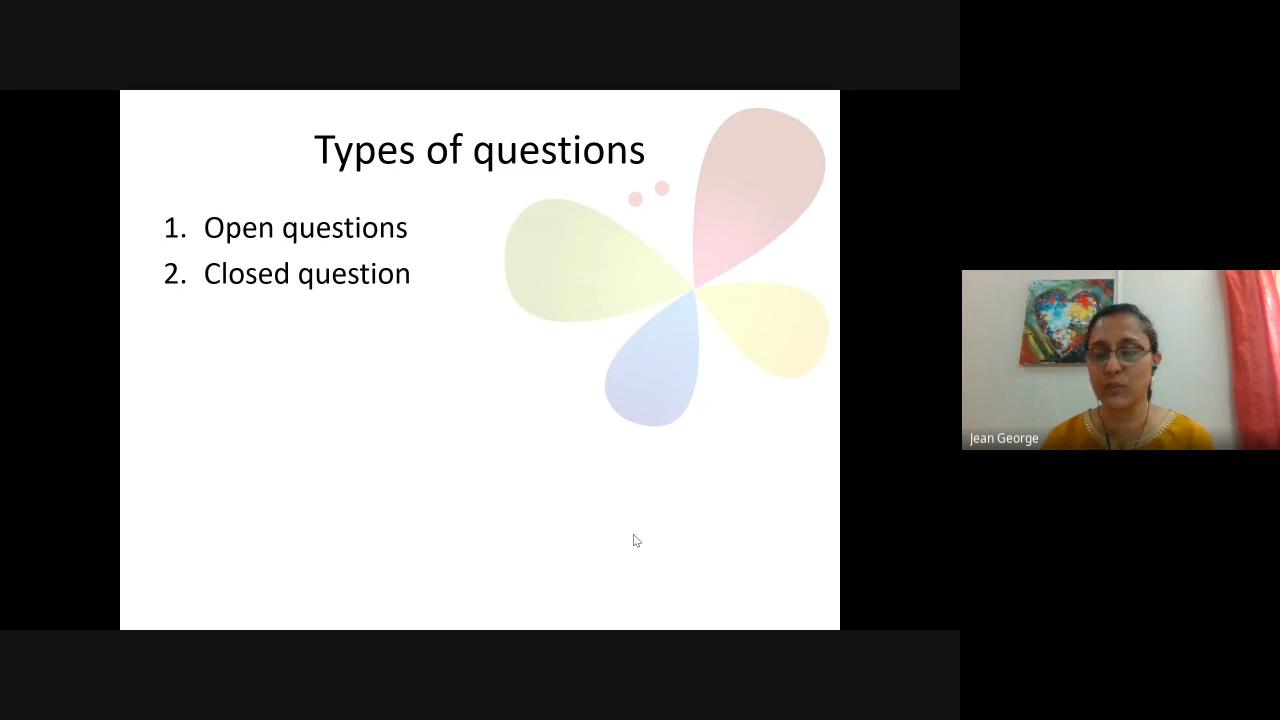 Types of questions
1. Open questions
2. Closed question
Jean George